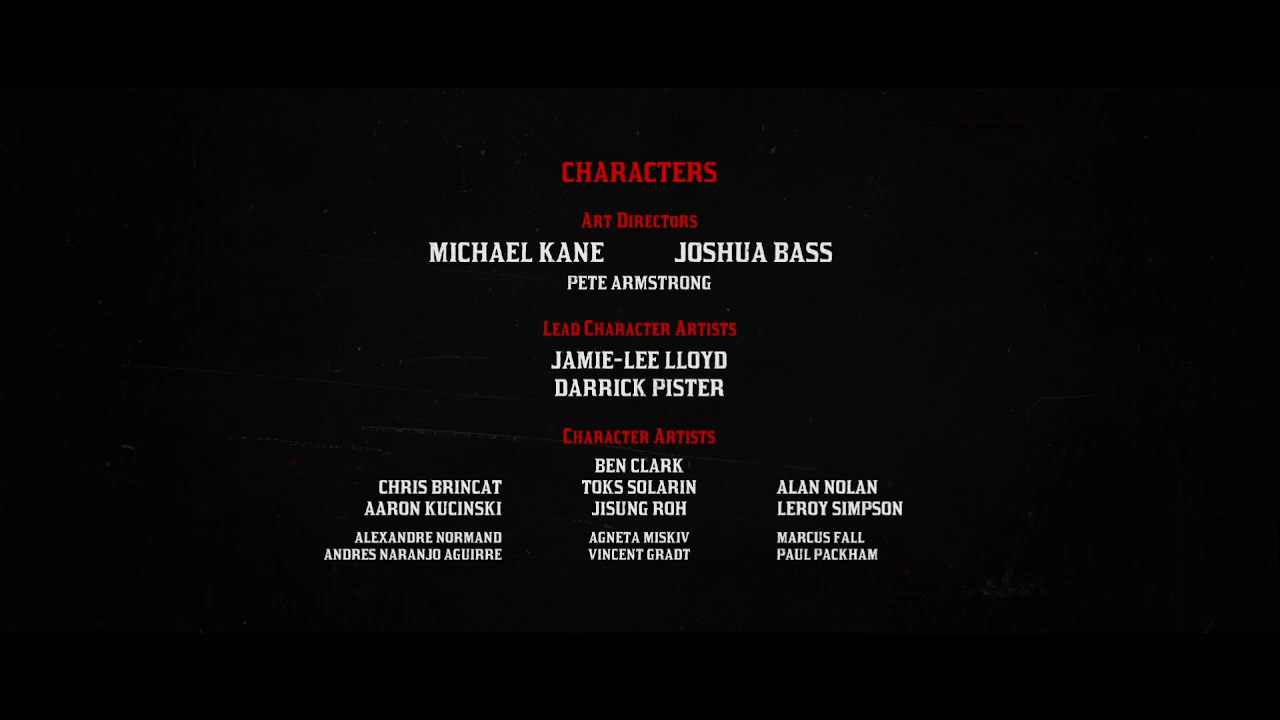 CHARACTERS
ART DIRECTORS
MICHAEL KANE JOSHUA BASS
PETE ARMSTRONG
LEAD CHARACTER ARTISTS
JAMIE-LEE LLOYD
DARRICK PISTER
CHARACTER ARTISTS
BEN CLARK
CHRIS BRINCAT TOKS SOLARIN ALAN NOLAN
AARON KUCINSKI JISUNG ROH LEROY SIMPSON
ALEXANDRE NORMAND AGNETA MISKIV MARCUS FALL
ANDRES NARANJO AGUIRRE VINCENT GRADT PAUL PACKHAM